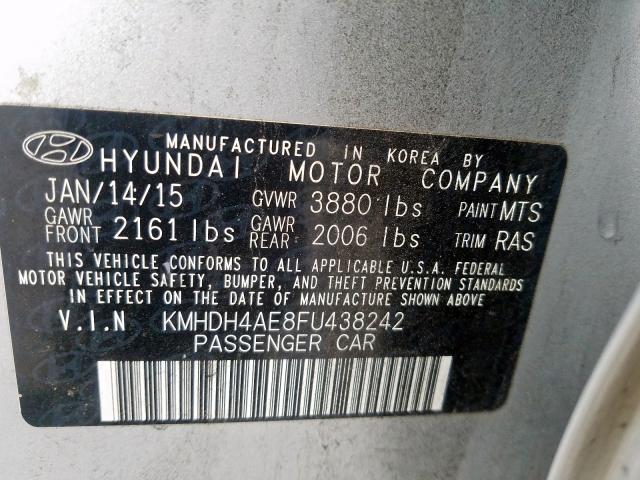 MANUFACTURED IN KOREA BY
HYUNDAI MOTOR COMPANY
JAN/14/15 GVWR 3880 lbs PAINT MTS
GAWR FRONT 2161 lbs GAWR REAR 2006 lbs TRIM RAS
THIS VEHICLE CONFORMS TO ALL APPLICABLE U.S.A. FEDERAL
MOTOR VEHICLE SAFETY, BUMPER, AND THEFT PREVENTION STANDARDS
IN EFFECT ON THE DATE OF MANUFACTURE SHOWN ABOVE
V.I.N KMHDH4AE8FU438242
PASSENGER CAR